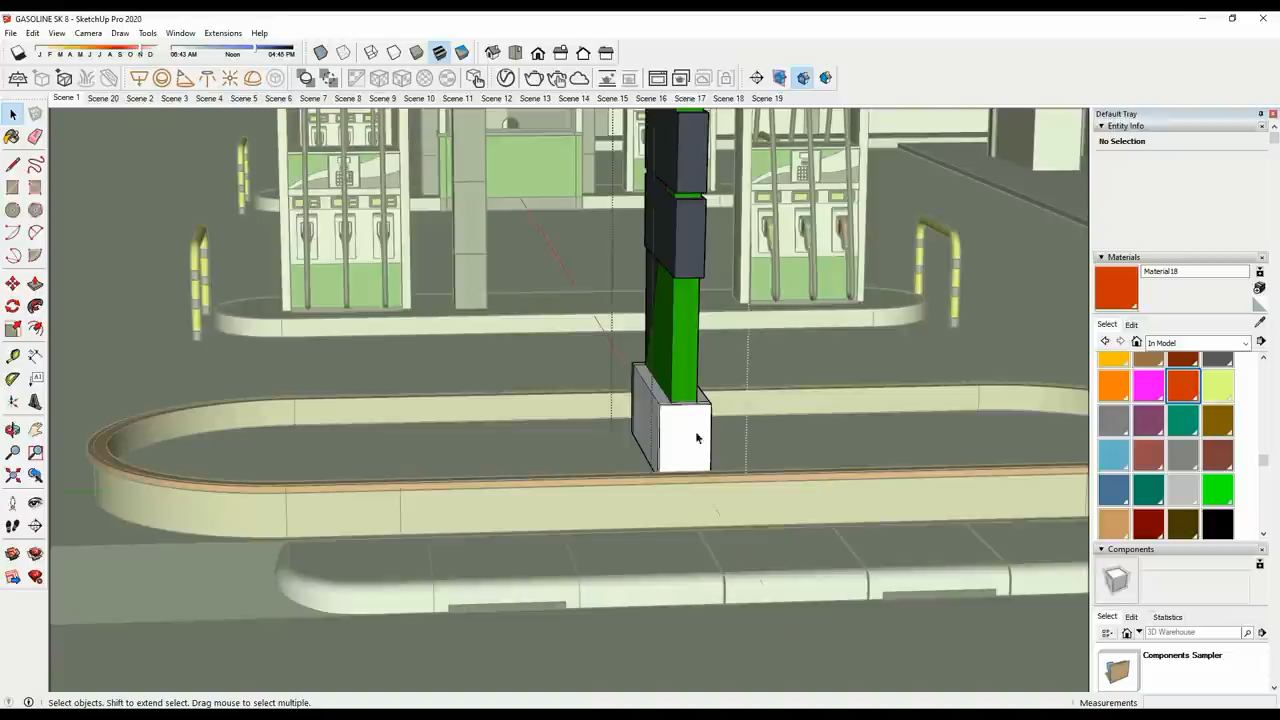 GASOLINE SK 8 - SketchUp Pro 2020
File Edit View Camera Draw Tools Window Extensions Help
J F M A M J J A S O N D 06:43 AM Noon 04:45 PM
Scene 1 Scene 20 Scene 2 Scene 3 Scene 4 Scene 5 Scene 6 Scene 7 Scene 8 Scene 9 Scene 10 Scene 11 Scene 12 Scene 13 Scene 14 Scene 15 Scene 16 Scene 17 Scene 18 Scene 19
Default Tray
Entity Info
No Selection
Materials
Material18
Select Edit
In Model
Components
Select Edit Statistics
3D Warehouse
Components Sampler
Select objects. Shift to extend select. Drag mouse to select multiple.
Measurements